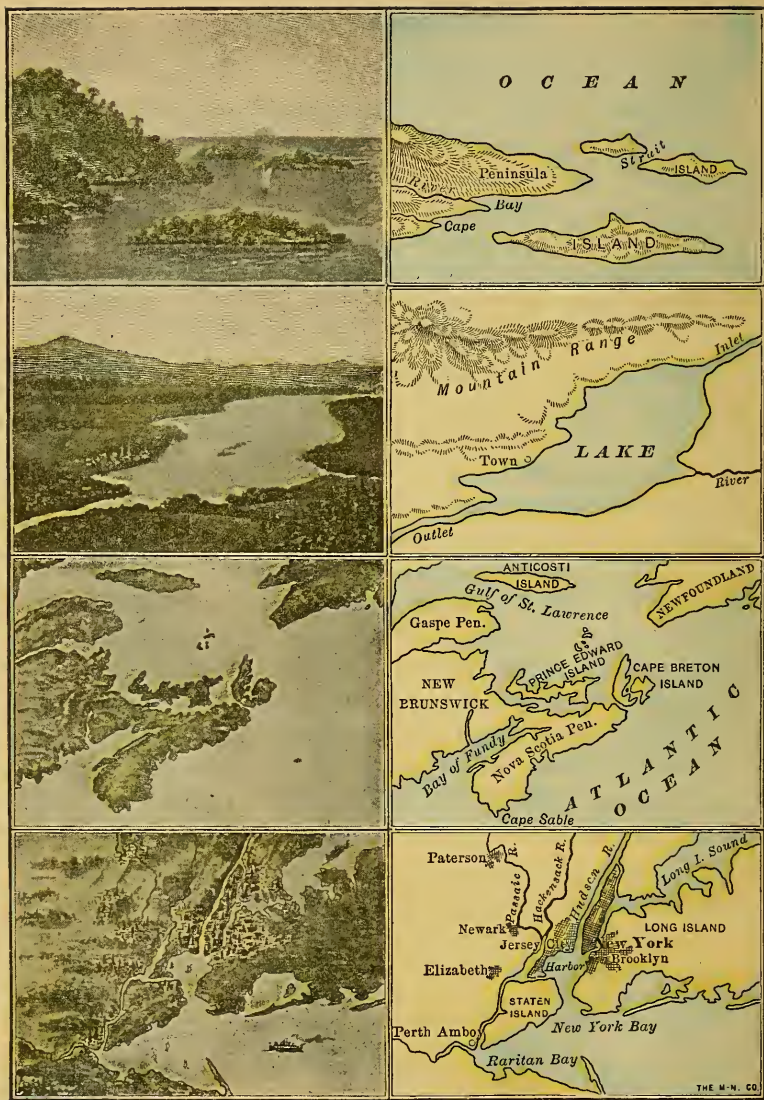 OCEAN
Strait
Peninsula
ISLAND
River
Bay
Cape
ISLAND
Inlet
Mountain Range
LAKE
Town
River
Outlet
ANTICOSTI
ISLAND
NEWFOUNDLAND
Gulf of St. Lawrence
Gaspe Pen.
PRINCE EDWARD
ISLAND
CAPE BRETON
ISLAND
NEW
BRUNSWICK
Nova Scotia Pen.
Bay of Fundy
ATLANTIC
OCEAN
Cape Sable
Paterson
Passaic R.
Hackensack R.
Hudson R.
Long I. Sound
Newark
LONG ISLAND
Jersey City
New York
Brooklyn
Elizabeth
Harbor
STATEN
ISLAND
New York Bay
Perth Amboy
Raritan Bay
THE M-N. CO.